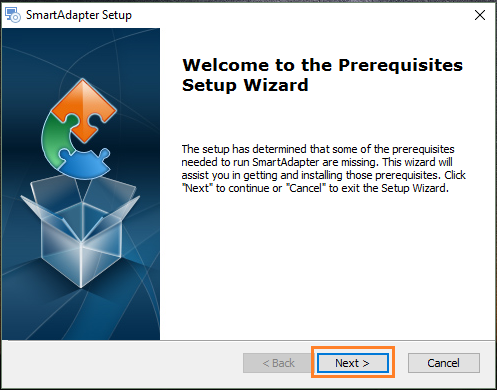 SmartAdapter Setup
Welcome to the Prerequisites
Setup Wizard
The setup has determined that some of the prerequisites
needed to run SmartAdapter are missing. This wizard will
assist you in getting and installing those prerequisites. Click
"Next" to continue or "Cancel" to exit the Setup Wizard.
< Back
Next >
Cancel